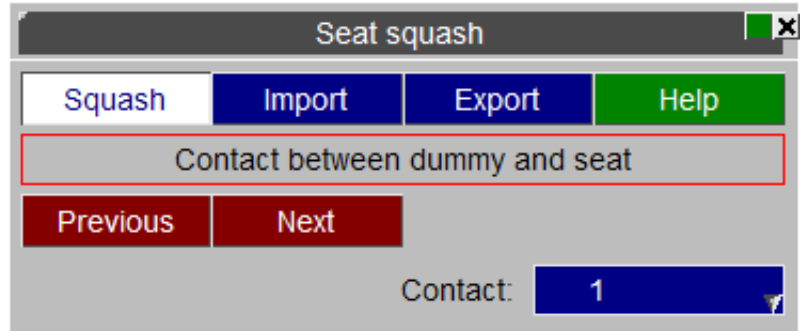 Seat squash
Squash Import Export Help
Contact between dummy and seat
Previous Next
Contact: 1